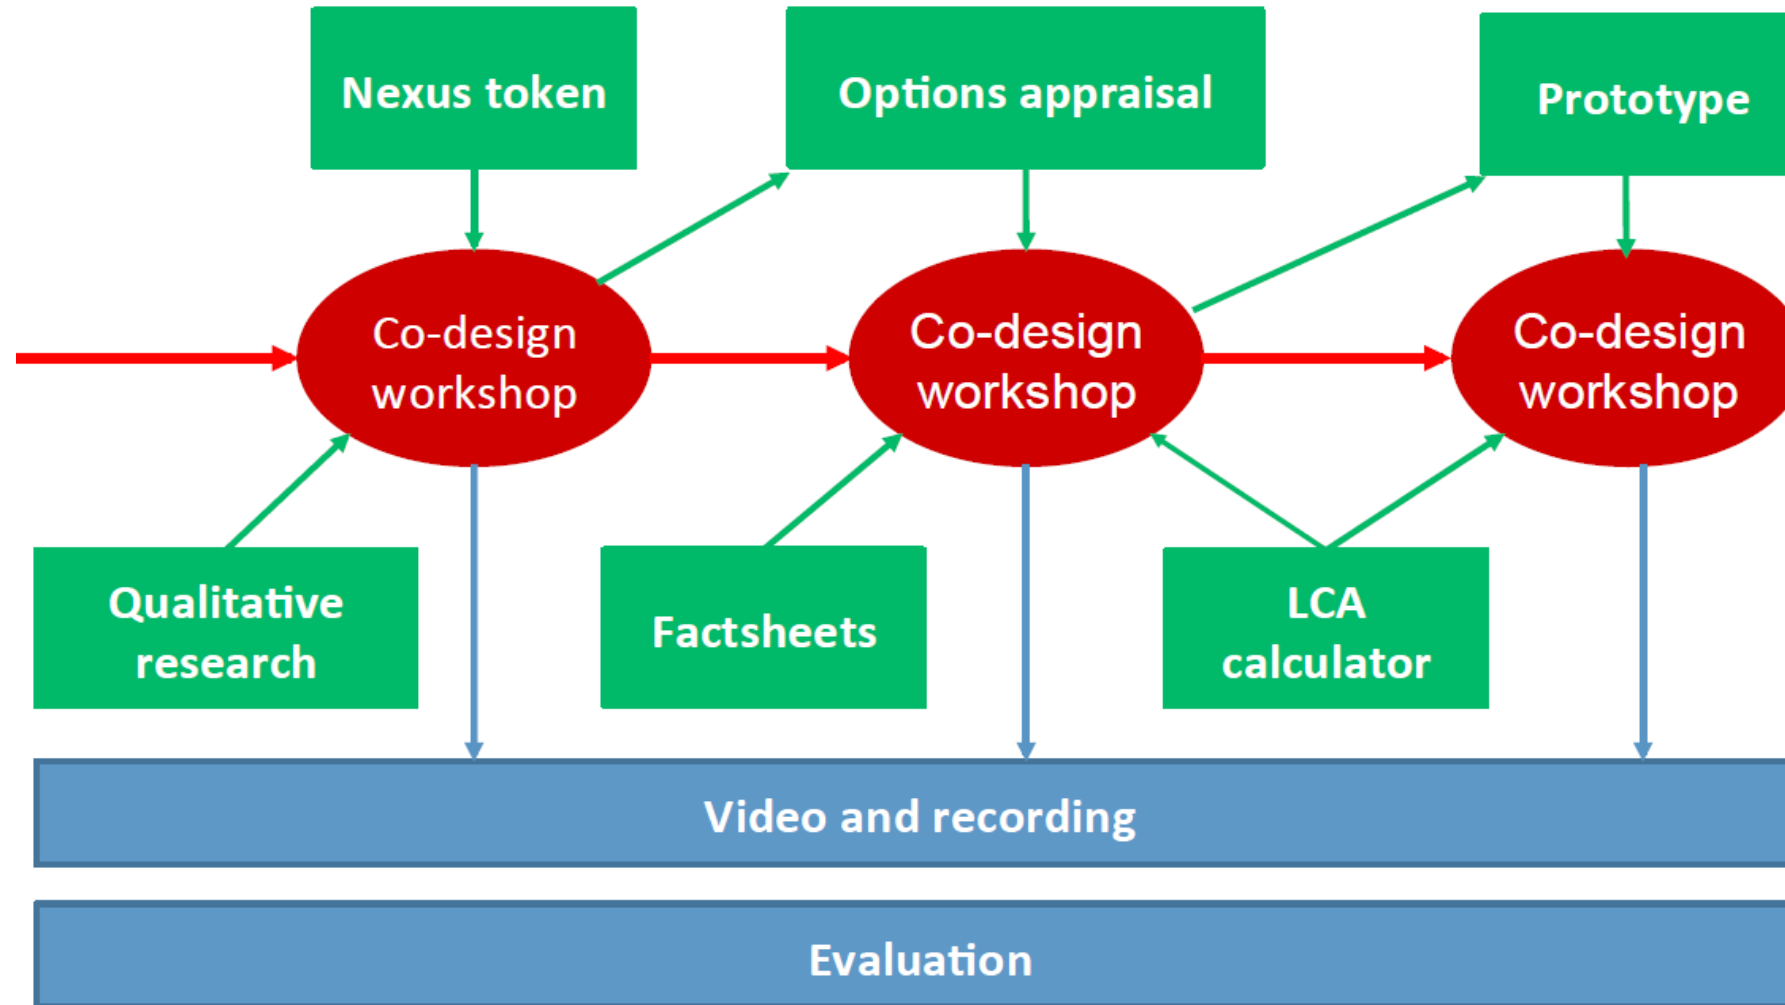 Nexus token
Options appraisal
Prototype
Co-design
workshop
Co-design
workshop
Co-design
workshop
Qualitative
research
Factsheets
LCA
calculator
Video and recording
Evaluation